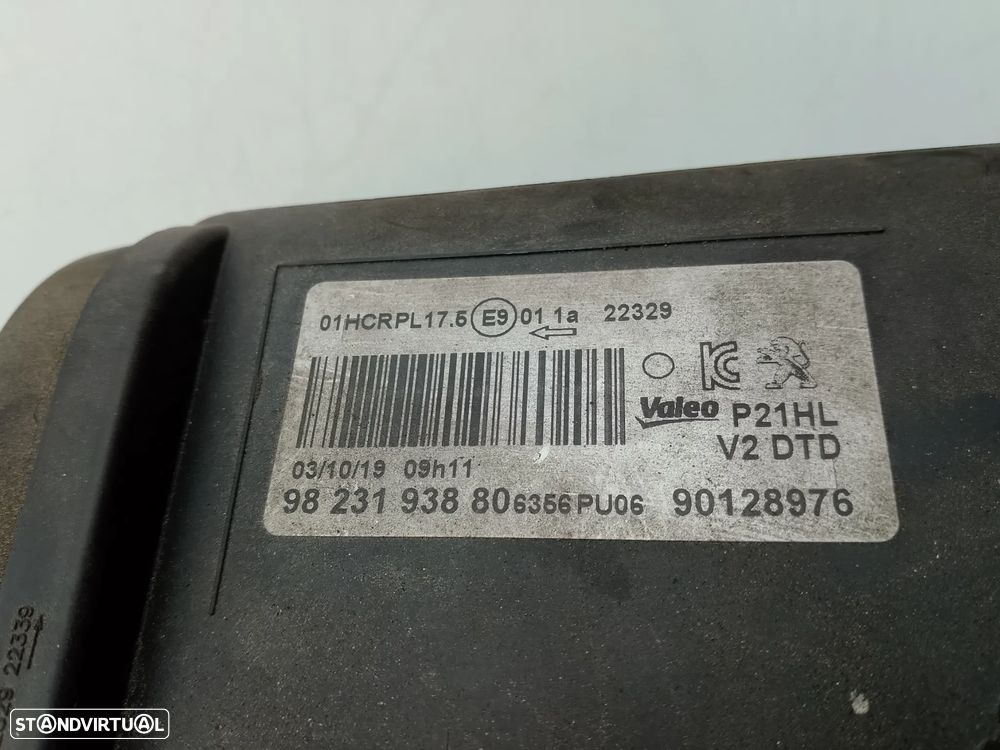 01HCRPL17.5 E9 01 1a 22329
KC
Valeo P21HL
V2 DTD
03/10/19 09h11
98 231 938 80 6356PU06 90128976
22339
STANDVIRTUAL